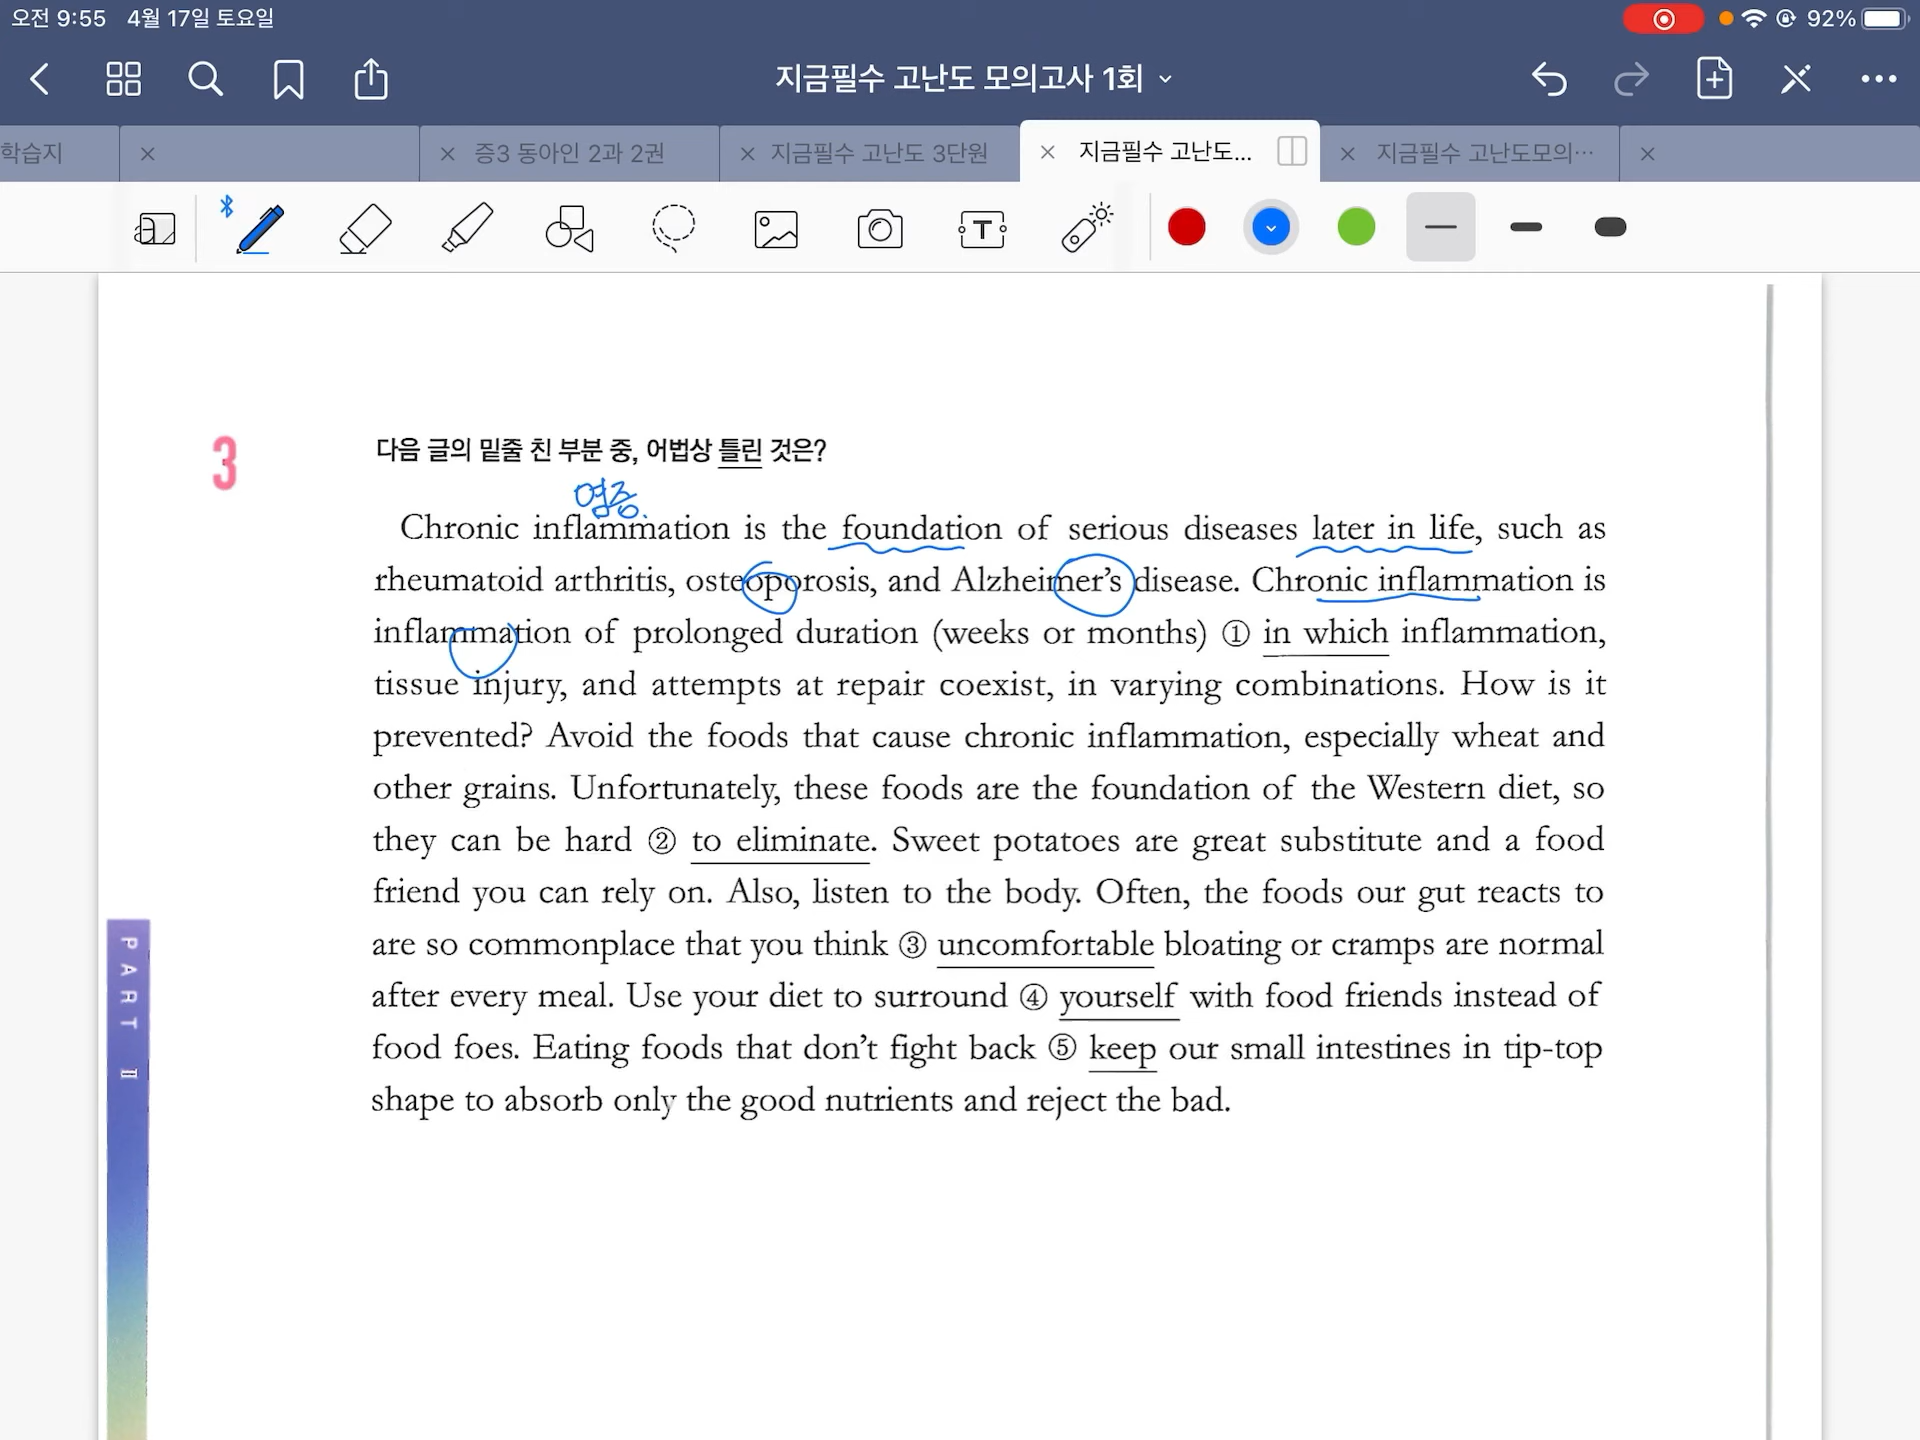 오전 9:55 4월 17일 토요일 92%
지금필수 고난도 모의고사 1회
학습지 증3 동아인 2과 2권 지금필수 고난도 3단원 지금필수 고난도... 지금필수 고난도모의...
3 다음 글의 밑줄 친 부분 중, 어법상 틀린 것은?
염증.
Chronic inflammation is the foundation of serious diseases later in life, such as
rheumatoid arthritis, osteoporosis, and Alzheimer's disease. Chronic inflammation is
inflammation of prolonged duration (weeks or months) ① in which inflammation,
tissue injury, and attempts at repair coexist, in varying combinations. How is it
prevented? Avoid the foods that cause chronic inflammation, especially wheat and
other grains. Unfortunately, these foods are the foundation of the Western diet, so
they can be hard ② to eliminate. Sweet potatoes are great substitute and a food
friend you can rely on. Also, listen to the body. Often, the foods our gut reacts to
are so commonplace that you think ③ uncomfortable bloating or cramps are normal
after every meal. Use your diet to surround ④ yourself with food friends instead of
food foes. Eating foods that don't fight back ⑤ keep our small intestines in tip-top
shape to absorb only the good nutrients and reject the bad.
PART II